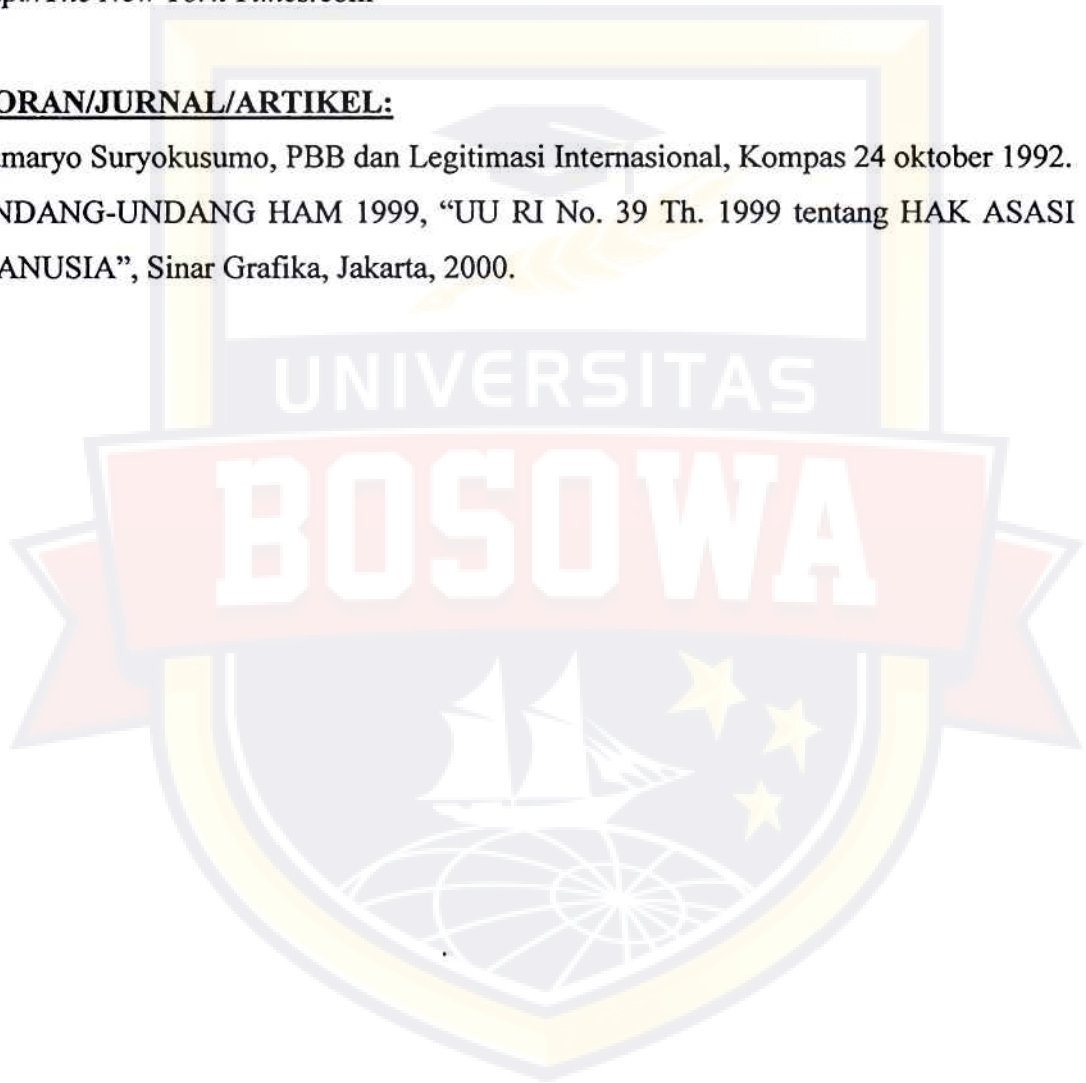 ORAN/JURNAL/ARTIKEL:
maryo Suryokusumo, PBB dan Legitimasi Internasional, Kompas 24 oktober 1992.
NDANG-UNDANG HAM 1999, “UU RI No. 39 Th. 1999 tentang HAK ASASI
ANUSIA”, Sinar Grafika, Jakarta, 2000.
UNIVERSITAS
BOSOWA